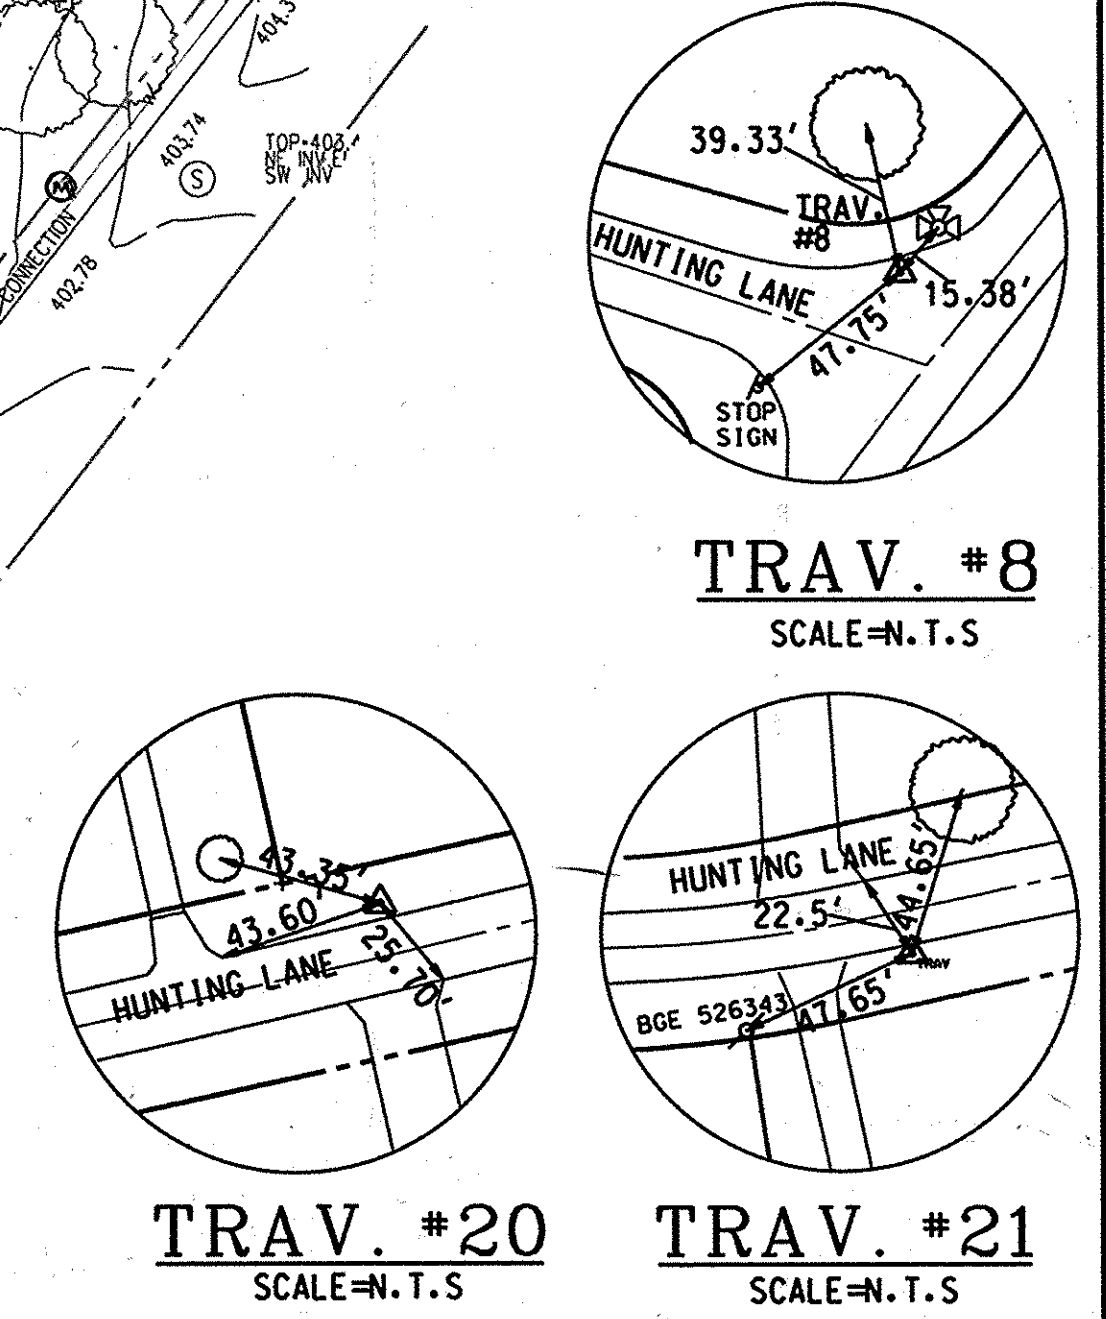 404.3
403.74
S
TOP=403.
NE INV.
SW INV
M
CONNECTION
402.78
39.33'
TRAV.
#8
HUNTING LANE
15.38'
47.75'
STOP
SIGN
TRAV. #8
SCALE=N.T.S
43.35'
43.60
25.70'
HUNTING LANE
TRAV. #20
SCALE=N.T.S
HUNTING LANE
44.65'
22.5'
TRAV
BGE 526343
47.65'
TRAV. #21
SCALE=N.T.S